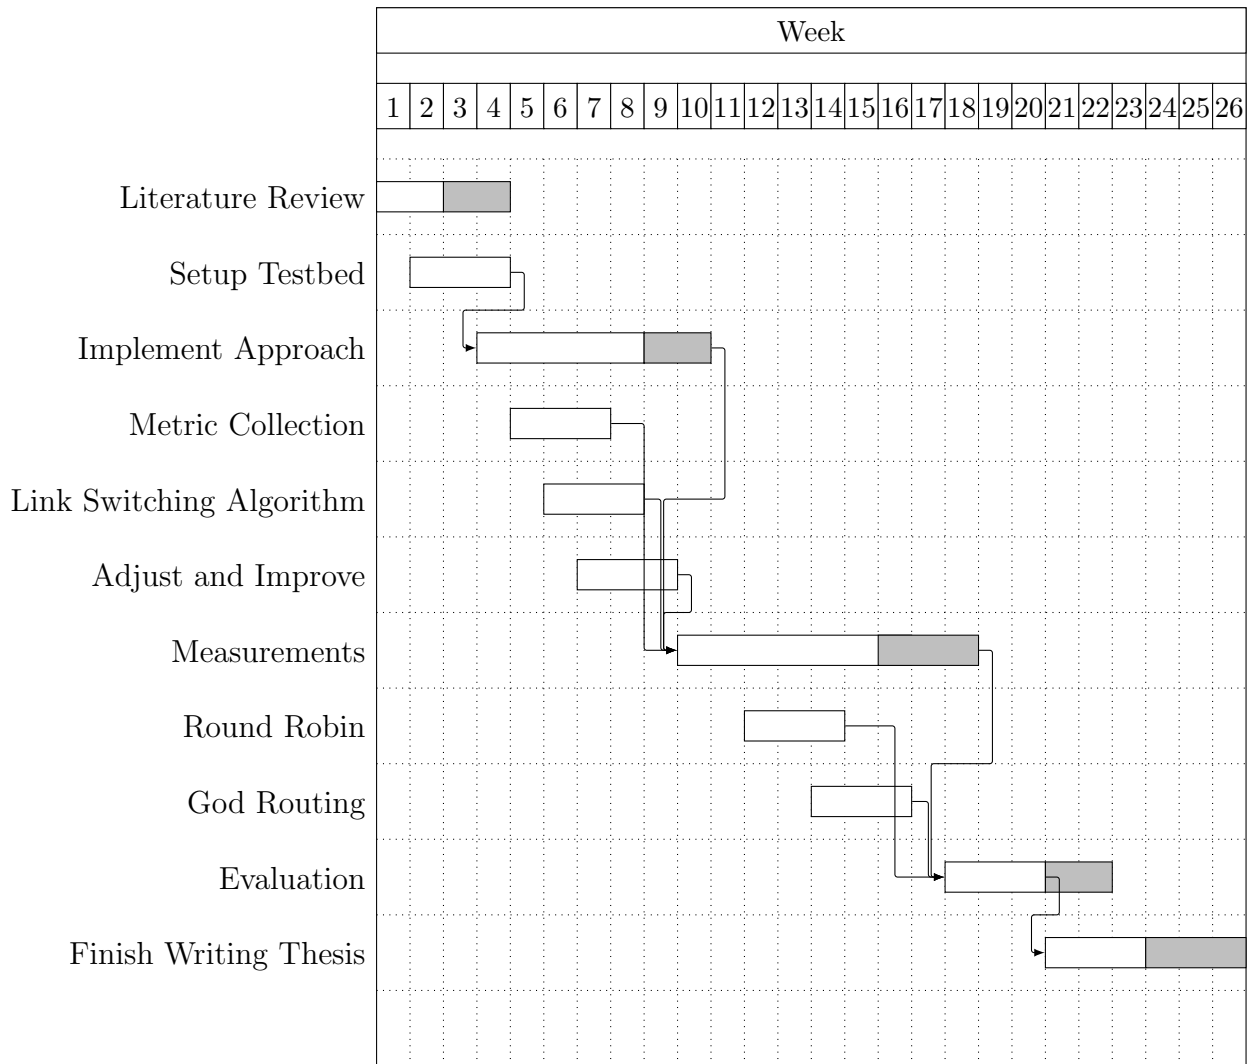 Week
1 2 3 4 5 6 7 8 9 10 11 12 13 14 15 16 17 18 19 20 21 22 23 24 25 26
Literature Review
Setup Testbed
Implement Approach
Metric Collection
Link Switching Algorithm
Adjust and Improve
Measurements
Round Robin
God Routing
Evaluation
Finish Writing Thesis